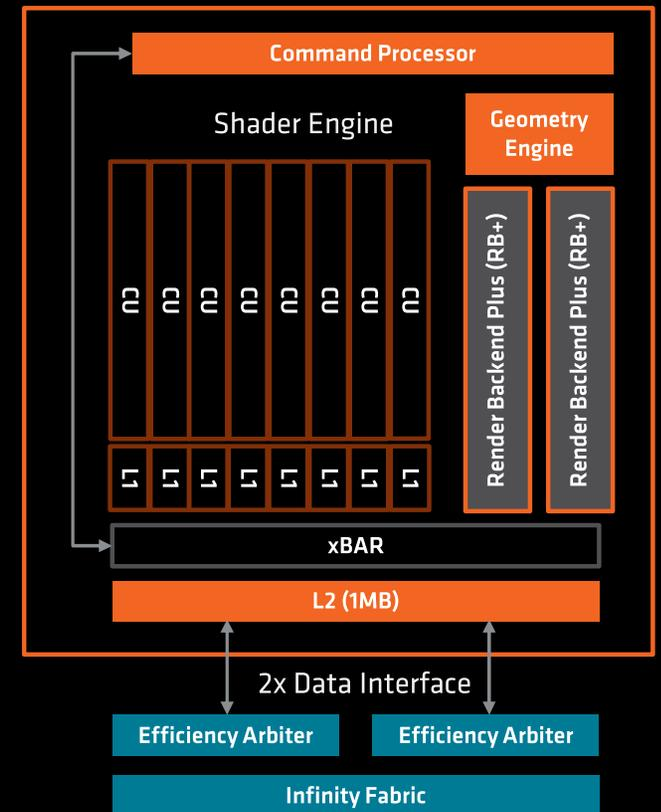 Command Processor
Shader Engine
Geometry
Engine
CU CU CU CU CU CU CU CU
Render Backend Plus (RB+)
Render Backend Plus (RB+)
L1 L1 L1 L1 L1 L1 L1 L1
xBAR
L2 (1MB)
2x Data Interface
Efficiency Arbiter Efficiency Arbiter
Infinity Fabric